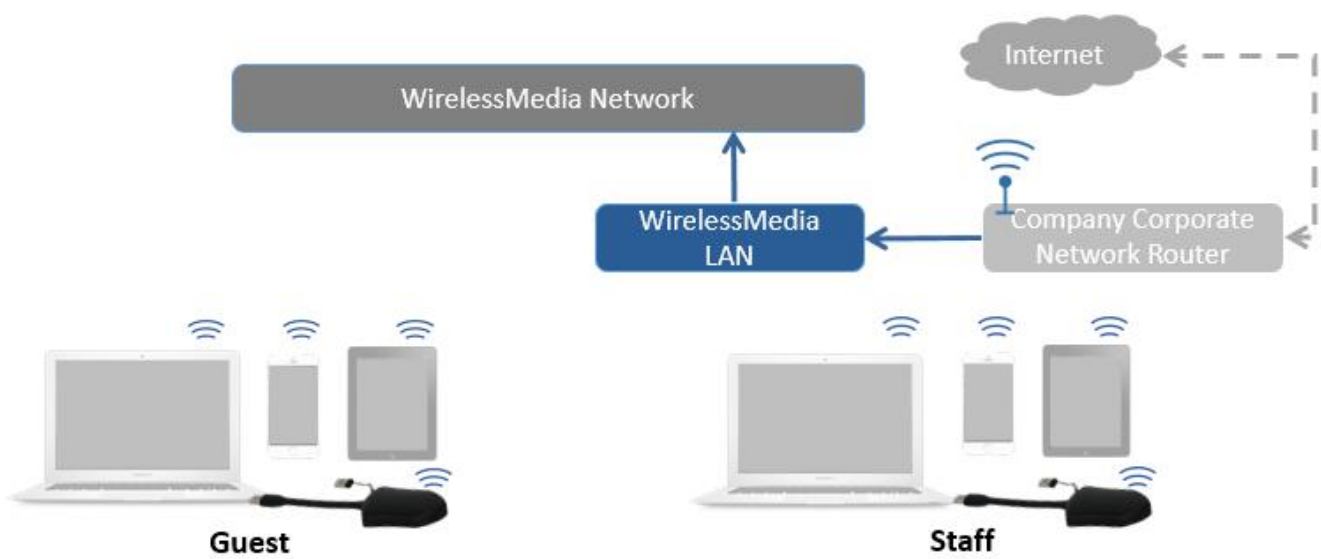 Internet
WirelessMedia Network
WirelessMedia
LAN
Company Corporate
Network Router
Guest
Staff